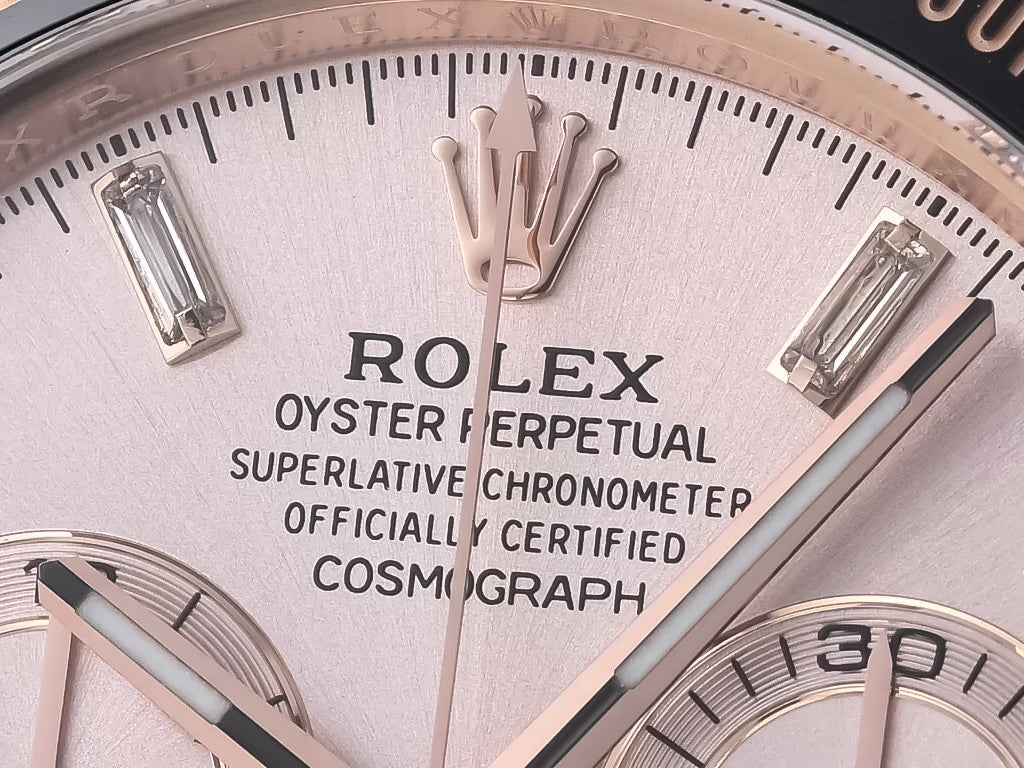 ROLEX
OYSTER PERPETUAL
SUPERLATIVE CHRONOMETER
OFFICIALLY CERTIFIED
COSMOGRAPH
30